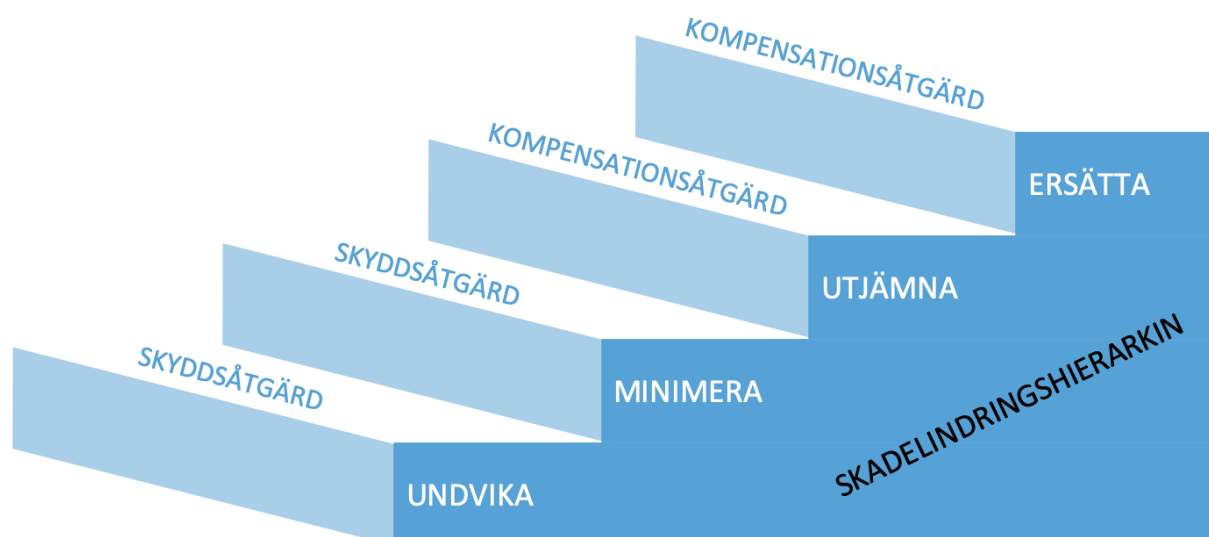 KOMPENSATIONSÅTGÄRD
ERSÄTTA
KOMPENSATIONSÅTGÄRD
UTJÄMNA
SKYDDSÅTGÄRD
MINIMERA
SKYDDSÅTGÄRD
UNDVIKA
SKADELINDRINGSHIERARKIN